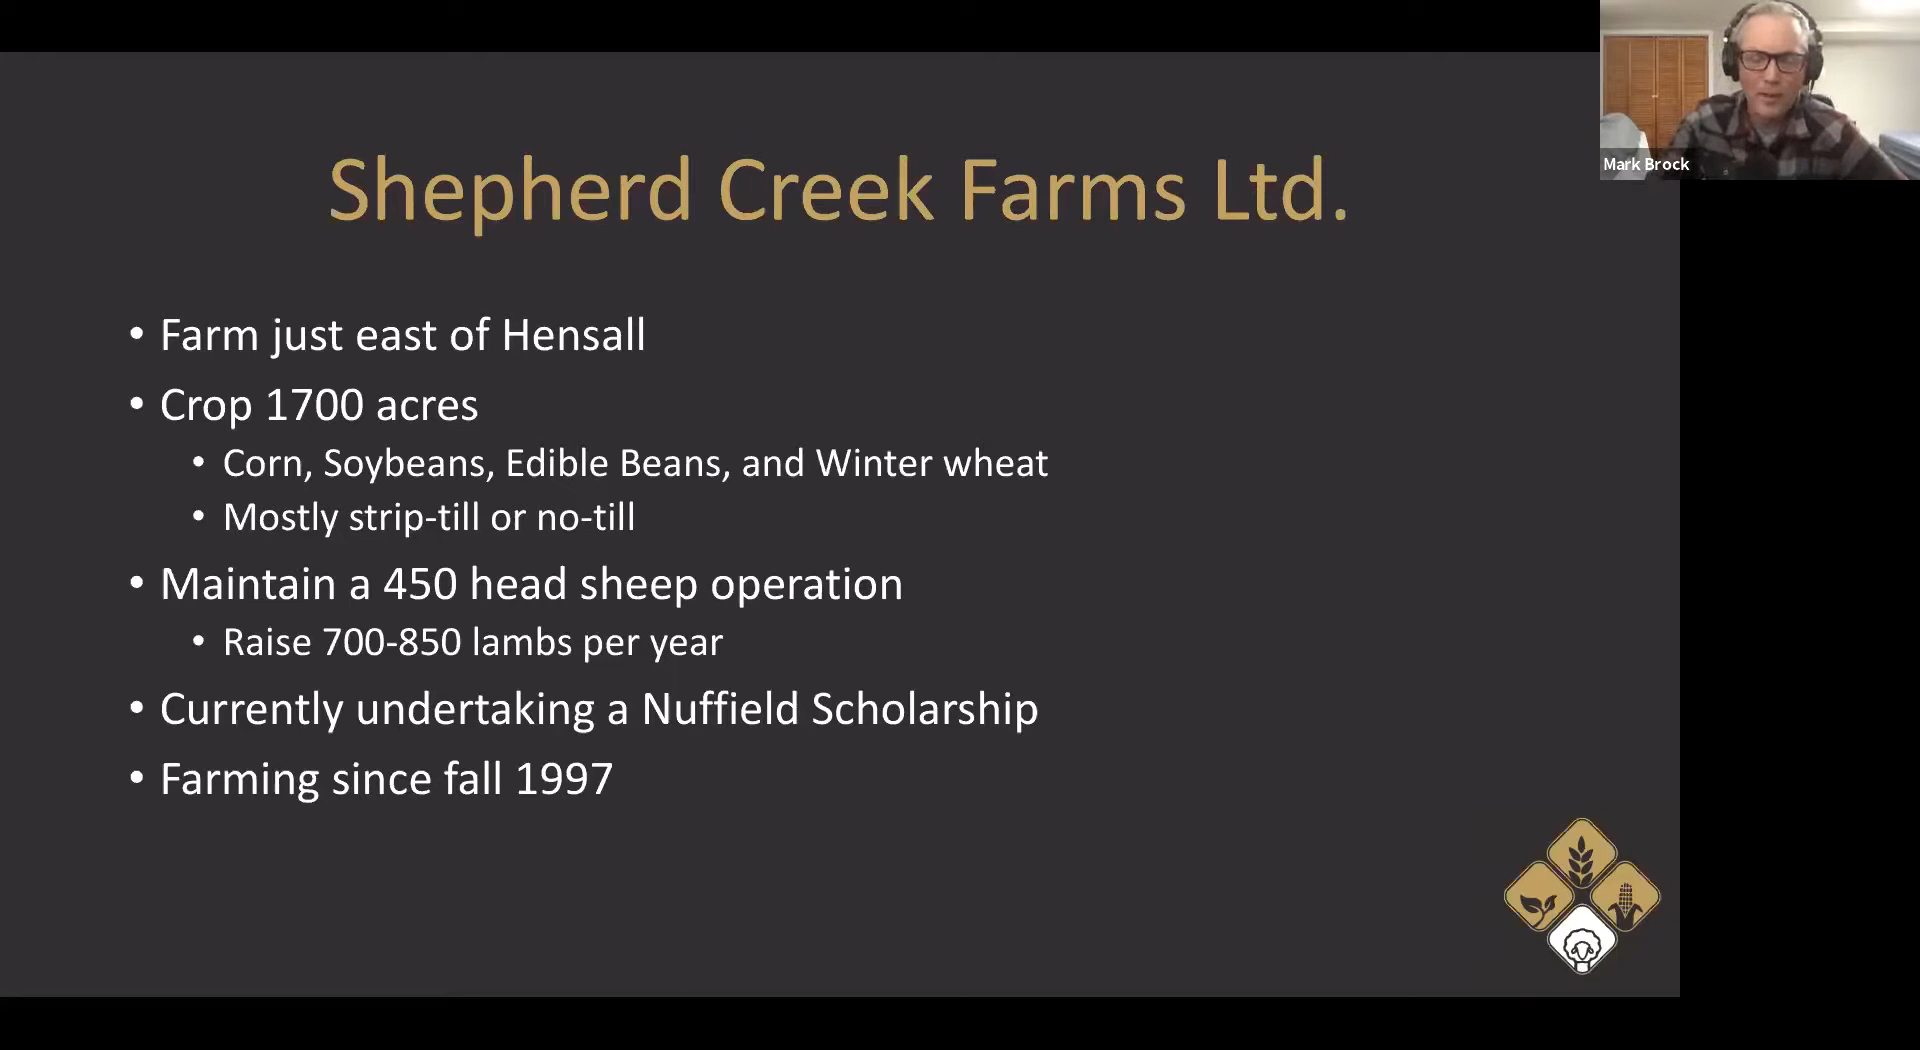 Mark Brock
Shepherd Creek Farms Ltd.
• Farm just east of Hensall
• Crop 1700 acres
• Corn, Soybeans, Edible Beans, and Winter wheat
• Mostly strip-till or no-till
• Maintain a 450 head sheep operation
• Raise 700-850 lambs per year
• Currently undertaking a Nuffield Scholarship
• Farming since fall 1997